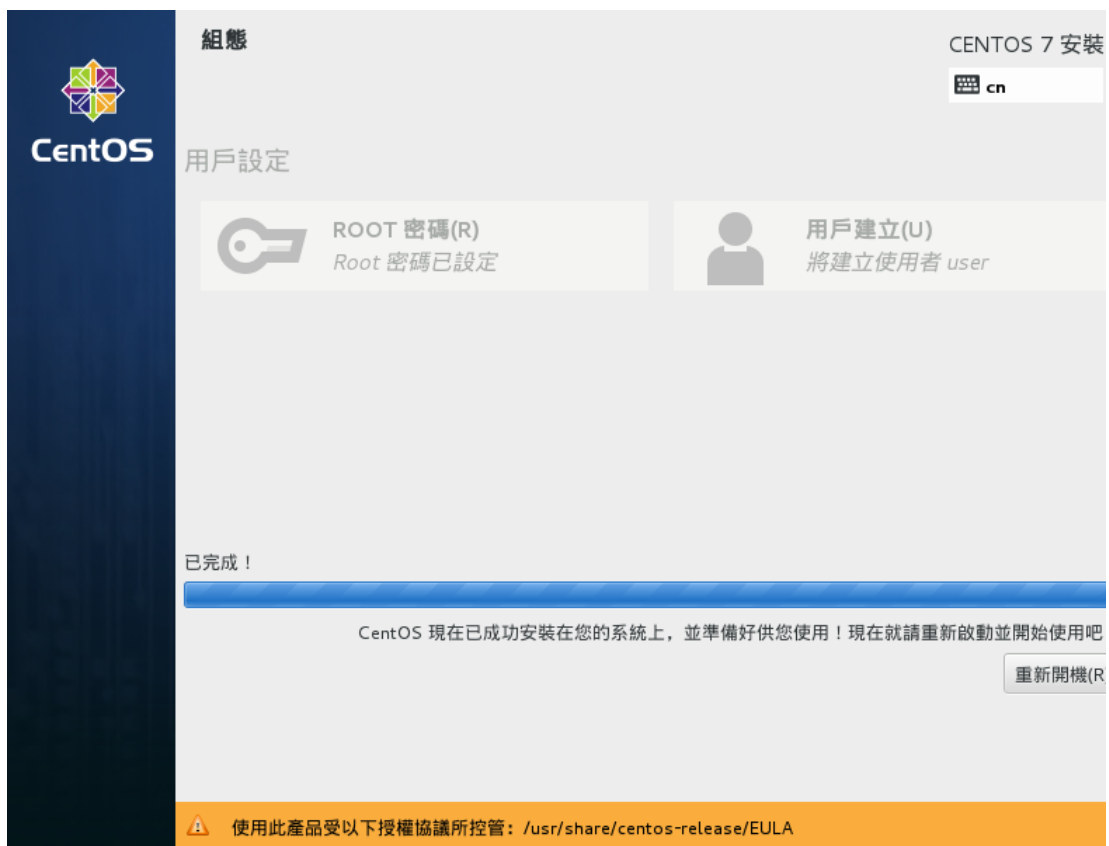 組態
CENTOS 7 安裝
cn
CentOS
用戶設定
ROOT 密碼(R)
Root 密碼已設定
用戶建立(U)
將建立使用者 user
已完成！
CentOS 現在已成功安裝在您的系統上，並準備好供您使用！現在就請重新啟動並開始使用吧
重新開機(R
使用此產品受以下授權協議所控管：/usr/share/centos-release/EULA